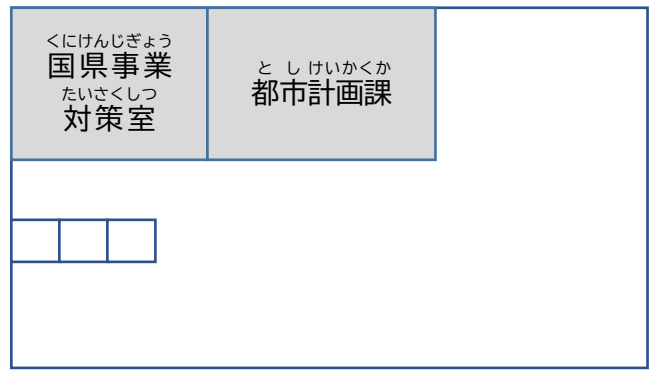 くにけんじぎょう
国県事業
たいさくしつ
対策室
と し けいかくか
都市計画課